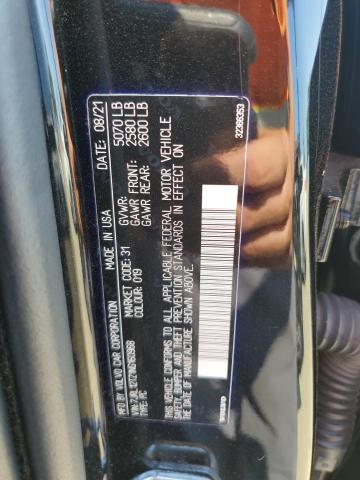 MFD BY VOLVO CAR CORPORATION MADE IN USA DATE: 08/21
GVWR: 5070 LB
MARKET CODE: 31 GAWR FRONT: 2580 LB
COLOUR: 019 GAWR REAR: 2600 LB
TYPE: PC
THIS VEHICLE CONFORMS TO ALL APPLICABLE FEDERAL MOTOR VEHICLE
SAFETY, BUMPER AND THEFT PREVENTION STANDARDS IN EFFECT ON
THE DATE OF MANUFACTURE SHOWN ABOVE.
VOLVO
32366353